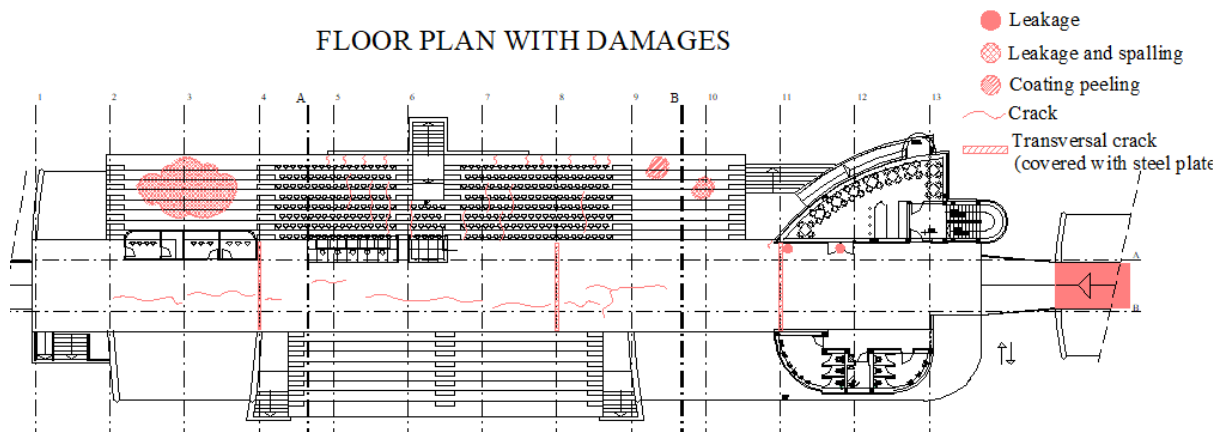 FLOOR PLAN WITH DAMAGES
Leakage
Leakage and spalling
Coating peeling
Crack
Transversal crack
(covered with steel plate
1 2 3 4 A 5 6 7 8 9 B 10 11 12 13
A
B